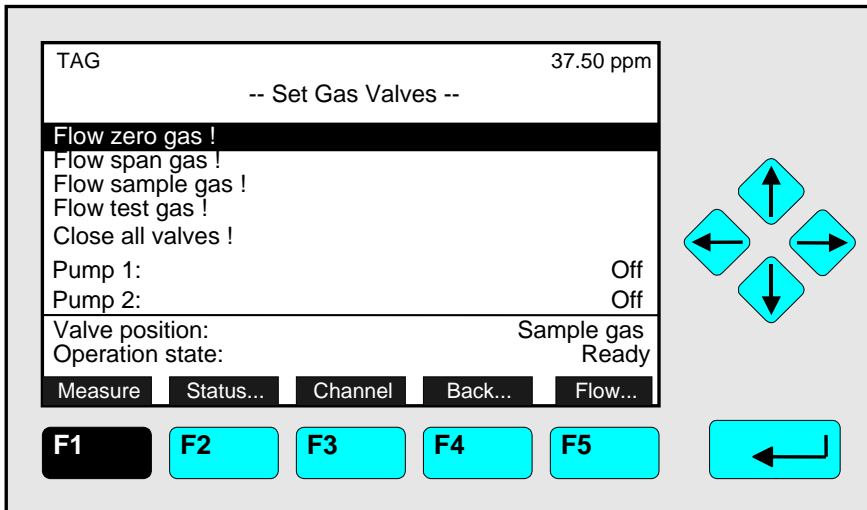 TAG 37.50 ppm
-- Set Gas Valves --
Flow zero gas !
Flow span gas !
Flow sample gas !
Flow test gas !
Close all valves !
Pump 1: Off
Pump 2: Off
Valve position: Sample gas
Operation state: Ready
Measure Status... Channel Back... Flow...
F1 F2 F3 F4 F5